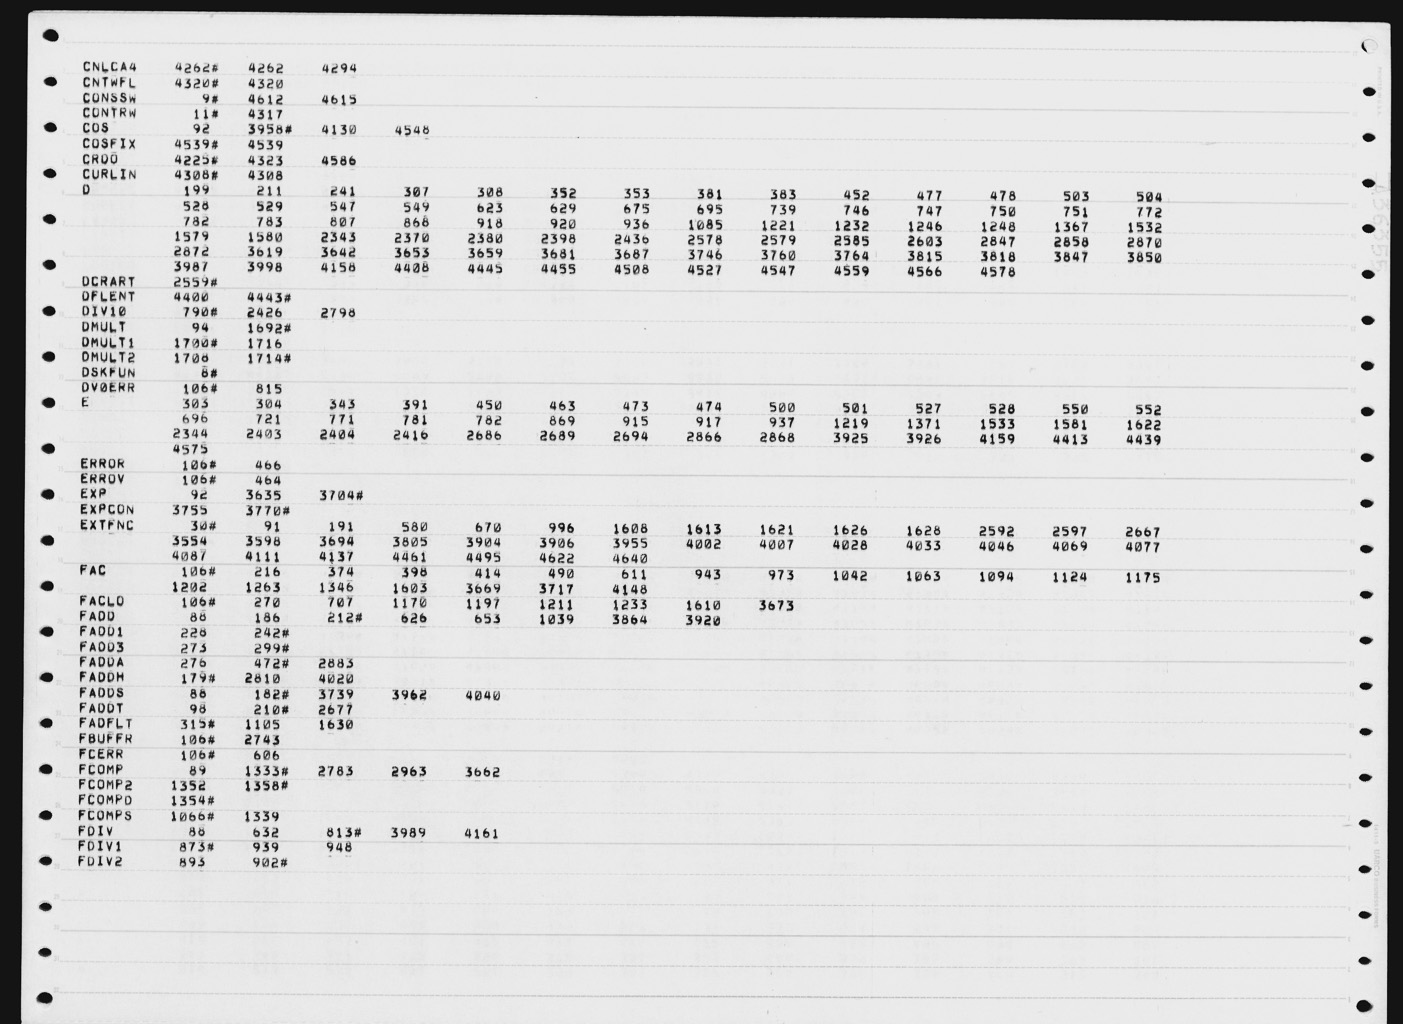 CNLCA4 4262# 4262 4294
CNTWFL 4320# 4320
CONSSW 9# 4612 4615
CONTRW 11# 4317
COS 92 3958# 4130 4548
COSFIX 4539# 4539
CRDO 4225# 4323 4586
CURLIN 4308# 4308
D 199 211 241 307 308 352 353 381 383 452 477 478 503 504
528 529 547 549 623 629 675 695 739 746 747 750 751 772
782 783 807 868 918 920 936 1085 1221 1232 1246 1248 1367 1532
1579 1580 2343 2370 2380 2398 2436 2578 2579 2585 2603 2847 2858 2870
2872 3619 3642 3653 3659 3681 3687 3746 3760 3764 3815 3818 3847 3850
3987 3998 4158 4408 4445 4455 4508 4527 4547 4559 4566 4578
DCRART 2559#
DFLENT 4400 4443#
DIV10 790# 2426 2798
DMULT 94 1692#
DMULT1 1700# 1716
DMULT2 1708 1714#
DSKFUN 8#
DV0ERR 106# 815
E 303 304 343 391 450 463 473 474 500 501 527 528 550 552
696 721 771 781 782 869 915 917 937 1219 1371 1533 1581 1622
2344 2403 2404 2416 2686 2689 2694 2866 2868 3925 3926 4159 4413 4439
4575
ERROR 106# 466
ERROV 106# 464
EXP 92 3635 3704#
EXPCON 3755 3770#
EXTFNC 30# 91 191 580 670 996 1608 1613 1621 1626 1628 2592 2597 2667
3554 3598 3694 3805 3904 3906 3955 4002 4007 4028 4033 4046 4069 4077
4087 4111 4137 4461 4495 4622 4640
FAC 106# 216 374 398 414 490 611 943 973 1042 1063 1094 1124 1175
1202 1263 1346 1603 3669 3717 4148
FACLO 106# 270 707 1170 1197 1211 1233 1610 3673
FADD 88 186 212# 626 653 1039 3864 3920
FADD1 228 242#
FADD3 273 299#
FADDA 276 472# 2883
FADDH 179# 2810 4020
FADDS 88 182# 3739 3962 4040
FADDT 98 210# 2677
FADFLT 315# 1105 1630
FBUFFR 106# 2743
FCERR 106# 606
FCOMP 89 1333# 2783 2963 3662
FCOMP2 1352 1358#
FCOMPD 1354#
FCOMPS 1066# 1339
FDIV 88 632 813# 3989 4161
FDIV1 873# 939 948
FDIV2 893 902#